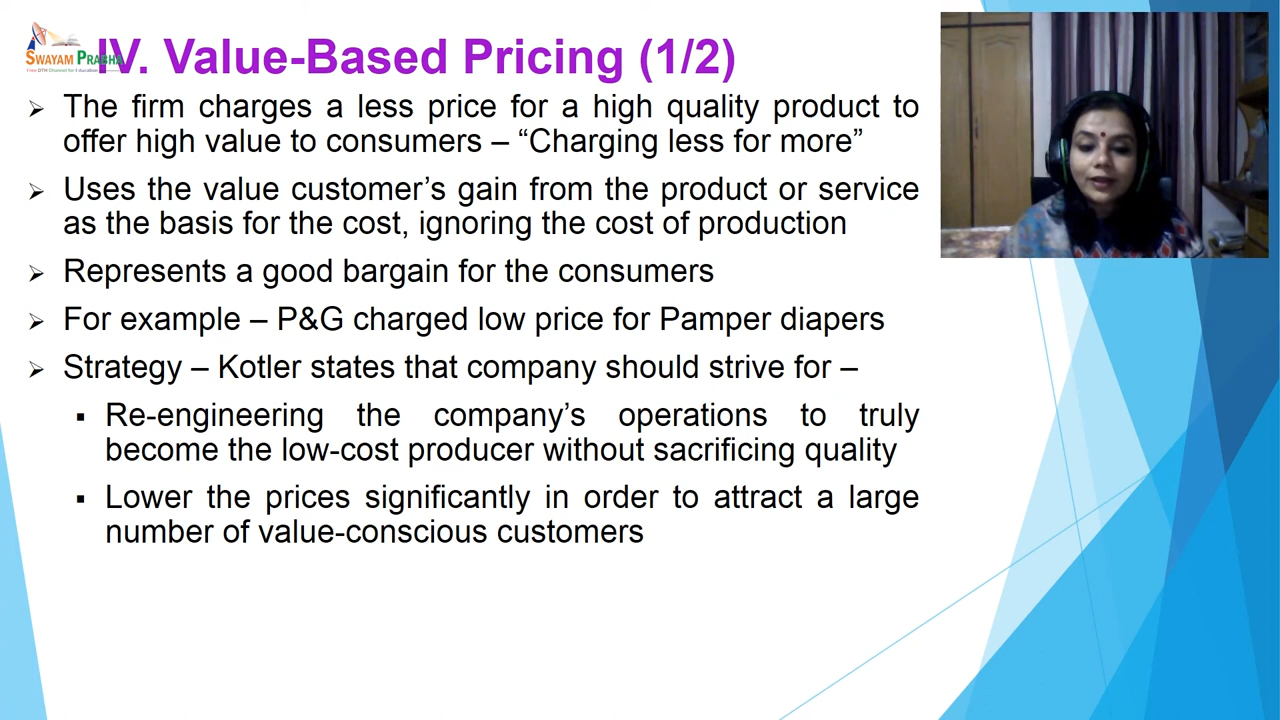 SWAYAM PRABHA
Free DTH Channel for Education
IV. Value-Based Pricing (1/2)
➢ The firm charges a less price for a high quality product to
offer high value to consumers – “Charging less for more”
➢ Uses the value customer’s gain from the product or service
as the basis for the cost, ignoring the cost of production
➢ Represents a good bargain for the consumers
➢ For example – P&G charged low price for Pamper diapers
➢ Strategy – Kotler states that company should strive for –
▪ Re-engineering the company’s operations to truly
become the low-cost producer without sacrificing quality
▪ Lower the prices significantly in order to attract a large
number of value-conscious customers